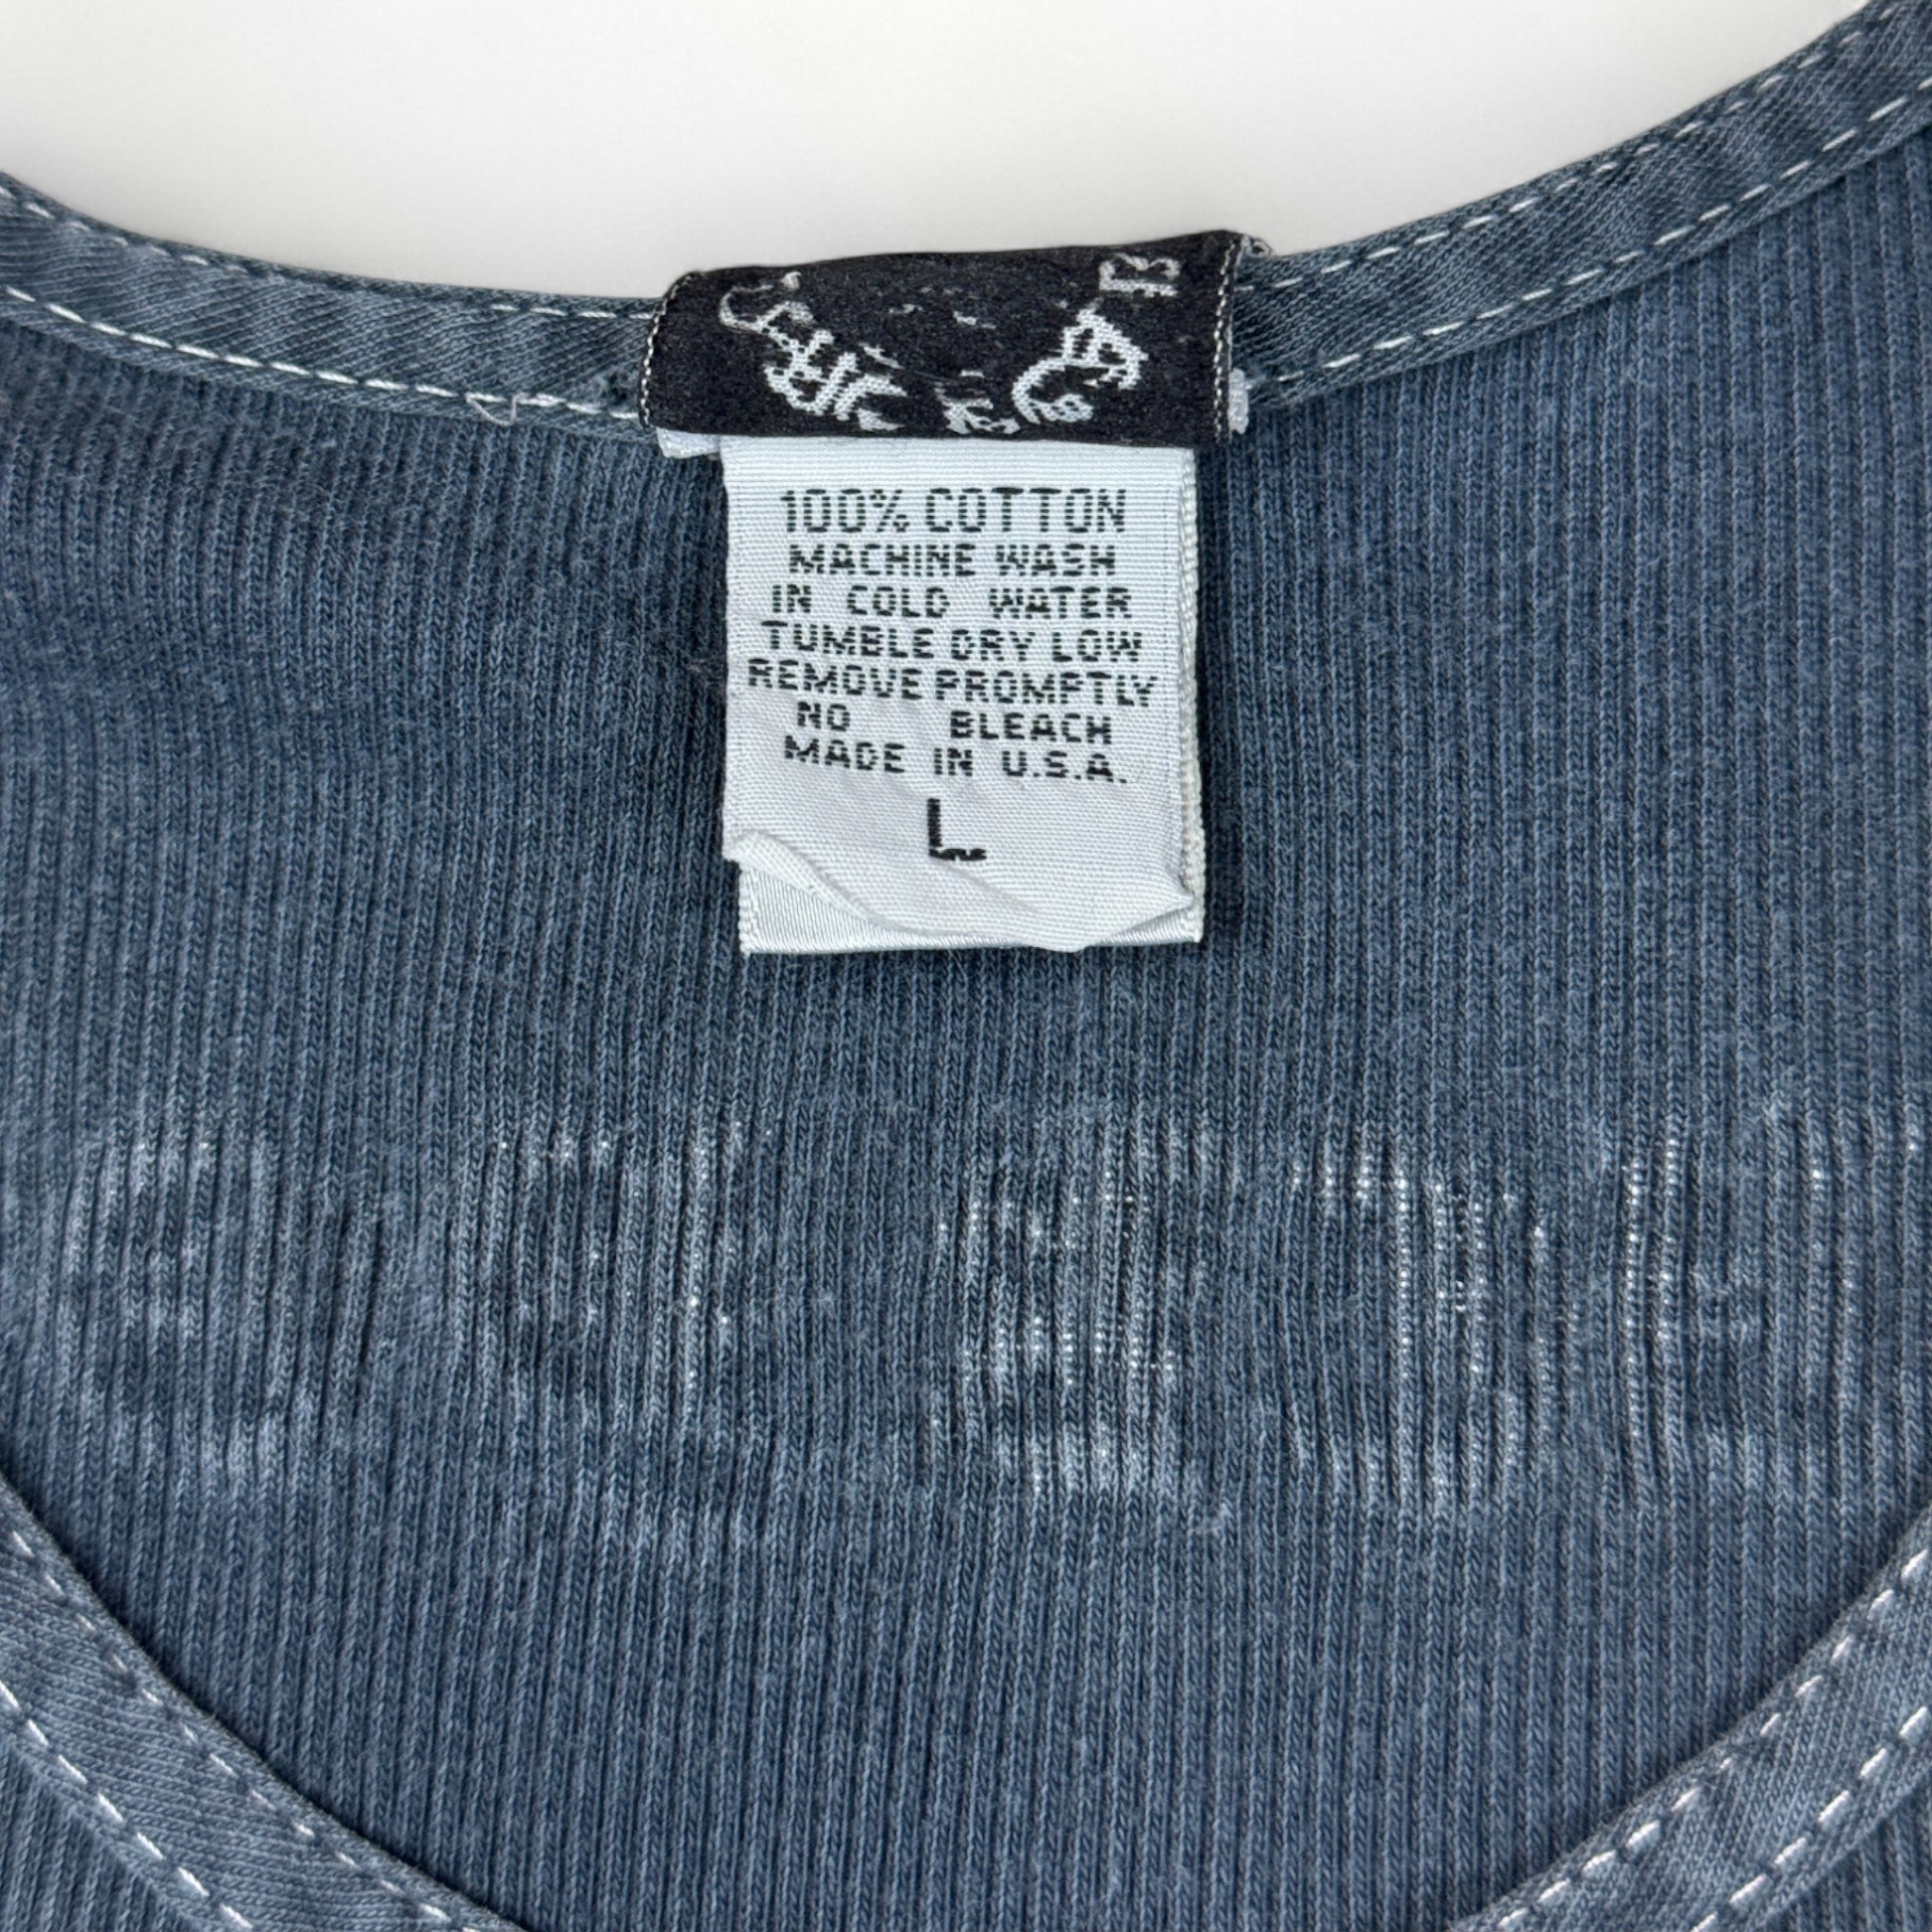 100% COTTON
MACHINE WASH
IN COLD WATER
TUMBLE DRY LOW
REMOVE PROMPTLY
NO BLEACH
MADE IN U.S.A.
L